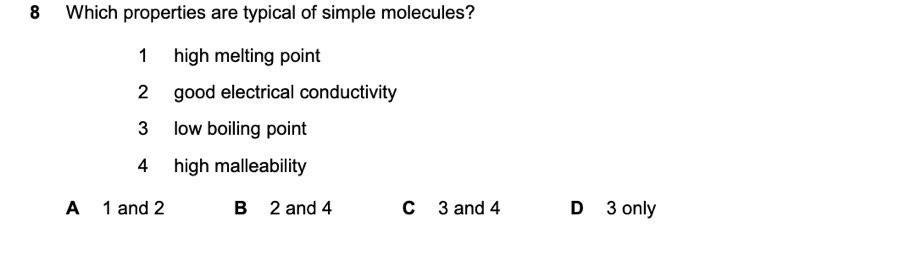 8 Which properties are typical of simple molecules?
1 high melting point
2 good electrical conductivity
3 low boiling point
4 high malleability
A 1 and 2 B 2 and 4 C 3 and 4 D 3 only